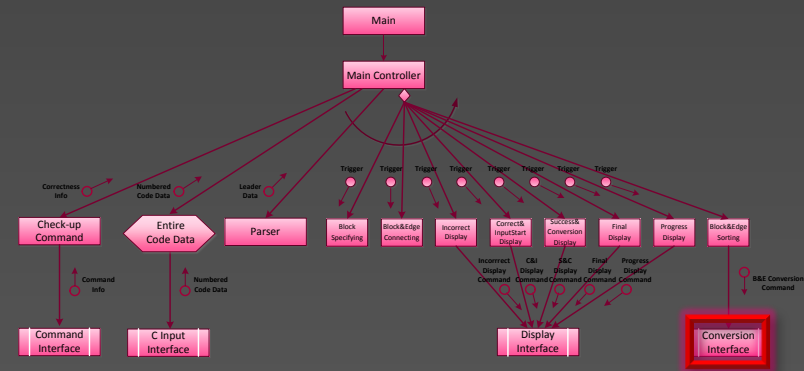 Main
Main Controller
Trigger
Trigger
Trigger
Trigger
Trigger
Trigger
Trigger
Correctness
Info
Numbered
Code Data
Leader
Data
Check-up
Command
Entire
Code Data
Parser
Block
Specifying
Block&Edge
Connecting
Incorrect
Display
Correct&
InputStart
Display
Success&
Conversion
Display
Final
Display
Progress
Display
Block&Edge
Sorting
Command
Info
Numbered
Code Data
Incorrrect
Display
Command
C&I
Display
Command
S&C
Display
Command
Final
Display
Command
Progress
Display
Command
B&E Conversion
Command
Command
Interface
C Input
Interface
Display
Interface
Conversion
Interface